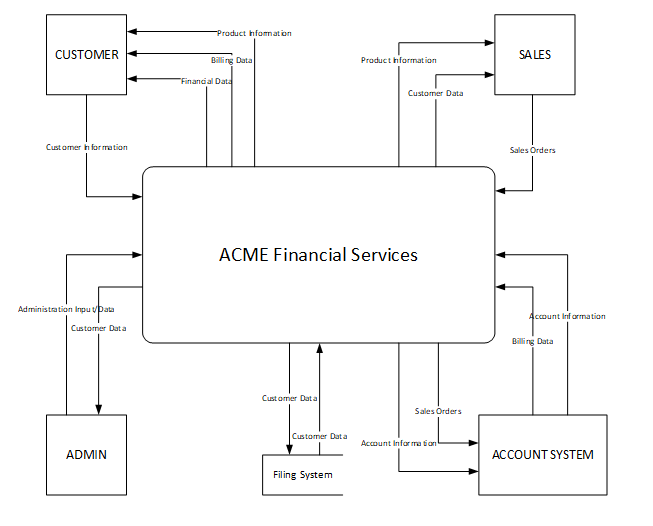 Product Information
CUSTOMER
Billing Data
Financial Data
SALES
Product Information
Customer Data
Customer Information
Sales Orders
ACME Financial Services
Administration Input/Data
Customer Data
Account Information
Billing Data
Customer Data
Sales Orders
Customer Data
Account Information
ADMIN
Filing System
ACCOUNT SYSTEM